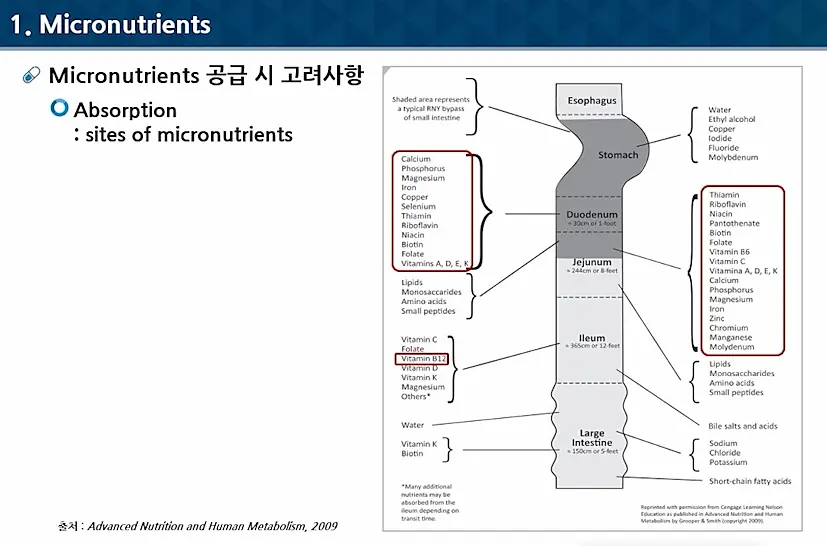 1. Micronutrients
Micronutrients 공급 시 고려사항
Absorption
: sites of micronutrients
출처 : Advanced Nutrition and Human Metabolism, 2009
Shaded area represents
a typical RNY bypass
of small intestine
Calcium
Phosphorus
Magnesium
Iron
Copper
Selenium
Thiamin
Riboflavin
Niacin
Biotin
Folate
Vitamins A, D, E, K
Lipids
Monosaccarides
Amino acids
Small peptides
Vitamin C
Folate
Vitamin B12
Vitamin D
Vitamin K
Magnesium
Others*
Water
Vitamin K
Biotin
*Many additional
nutrients may be
absorbed from the
ileum depending on
transit time.
Esophagus
Stomach
Duodenum
≈ 30cm or 1-foot
Jejunum
≈ 244cm or 8-feet
Ileum
≈ 365cm or 12-feet
Large
Intestine
≈ 150cm or 5-feet
Water
Ethyl alcohol
Copper
Iodide
Fluoride
Molybdenum
Thiamin
Riboflavin
Niacin
Pantothenate
Biotin
Folate
Vitamin B6
Vitamin C
Vitamina A, D, E, K
Calcium
Phosphorus
Magnesium
Iron
Zinc
Chromium
Manganese
Molydenum
Lipids
Monosaccharides
Amino acids
Small peptides
Bile salts and acids
Sodium
Chloride
Potassium
Short-chain fatty acids
Reprinted with permission from Cengage Learning Nelson
Education as published in Advanced Nutrition and Human
Metabolism by Grooper & Smith (copyright 2009).